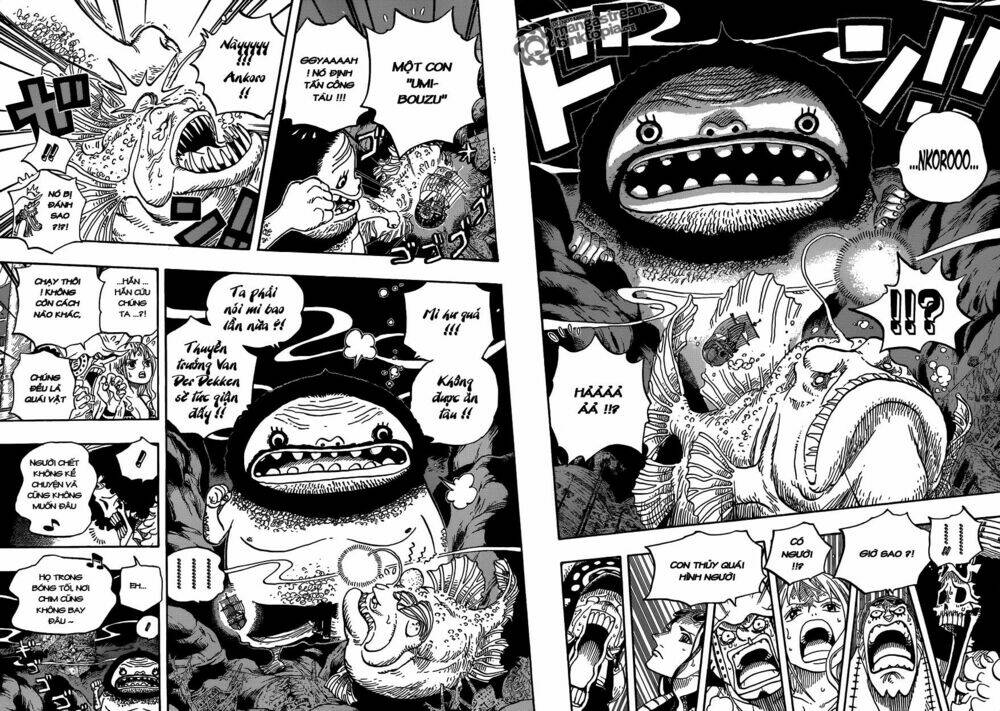 mangastream
...NKOROOO...
!!?
HẢẢẢẢ
ẢẢ !!?
GIỜ SAO ?!
CÓ
NGƯỜI
!!?
CON THỦY QUÁI
HÌNH NGƯỜI
MỘT CON
"UMI-
BOUZU"
GGYAAAAH
! NÓ ĐỊNH
TẤN CÔNG
TÀU !!!
Nàyyyyy
!!!
Ankoro
!!
!!
NÓ BỊ
ĐÁNH
SAO
?!?!
Mi hư quá
!!!
Không
được ăn
tàu !!
Ta phải
nói mi bao
lần nữa ?!
Thuyền
trưởng Van
Der Dekken
sẽ tức giận
đấy !!
...HẮN ...
HẮN CỨU
CHÚNG
TA ...?!
CHẠY THÔI
! KHÔNG
CÒN CÁCH
NÀO KHÁC,
CHÚNG
ĐỀU LÀ
QUÁI VẬT
NGƯỜI CHẾT
KHÔNG KỂ
CHUYỆN VÀ
CŨNG KHÔNG
MUỐN ĐÂU
EH...
HỌ TRONG
BÓNG TỐI, NƠI
CHIM CŨNG
KHÔNG BAY
ĐẬU ~